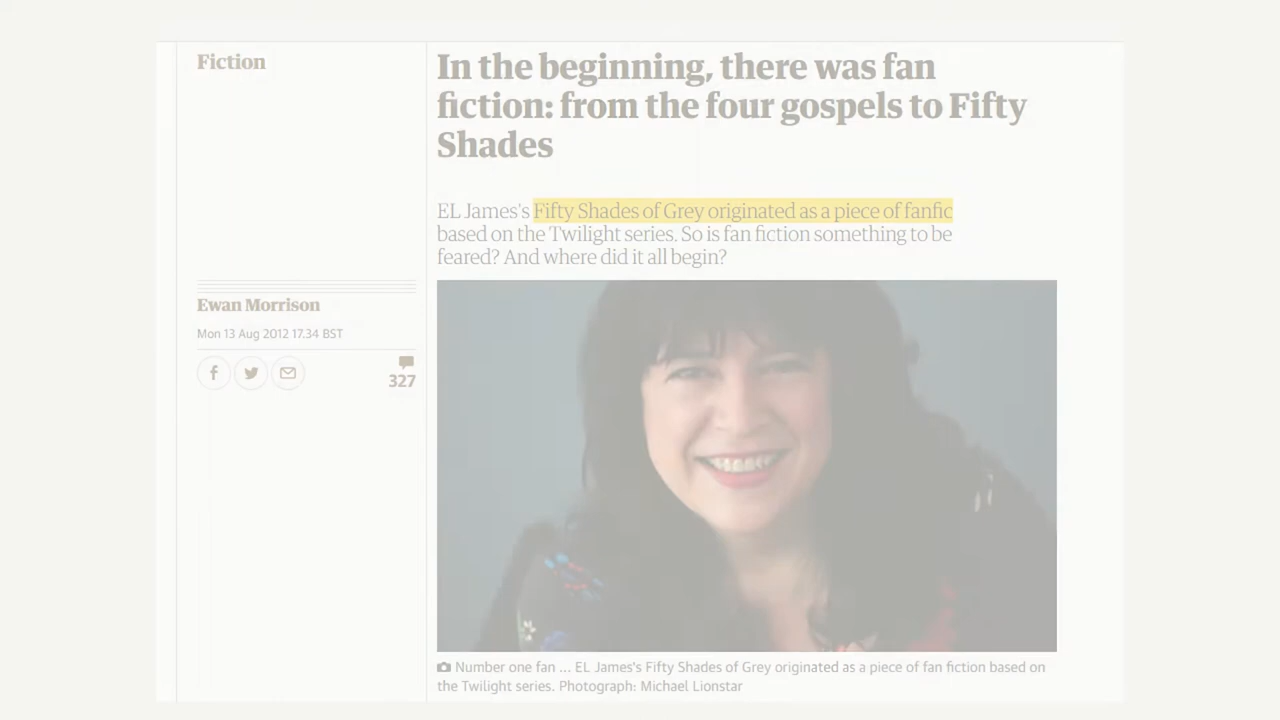 Fiction
In the beginning, there was fan
fiction: from the four gospels to Fifty
Shades
EL James's Fifty Shades of Grey originated as a piece of fanfic
based on the Twilight series. So is fan fiction something to be
feared? And where did it all begin?
Ewan Morrison
Mon 13 Aug 2012 17.34 BST
327
Number one fan ... EL James's Fifty Shades of Grey originated as a piece of fan fiction based on
the Twilight series. Photograph: Michael Lionstar